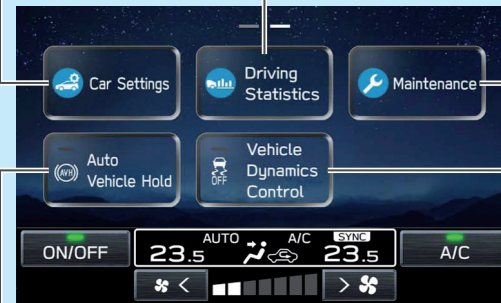 Car Settings
Driving
Statistics
Maintenance
Auto
Vehicle Hold
(AVH)
Vehicle
Dynamics
Control
OFF
ON/OFF
AUTO
A/C
SYNC
23.5
23.5
A/C
<
>